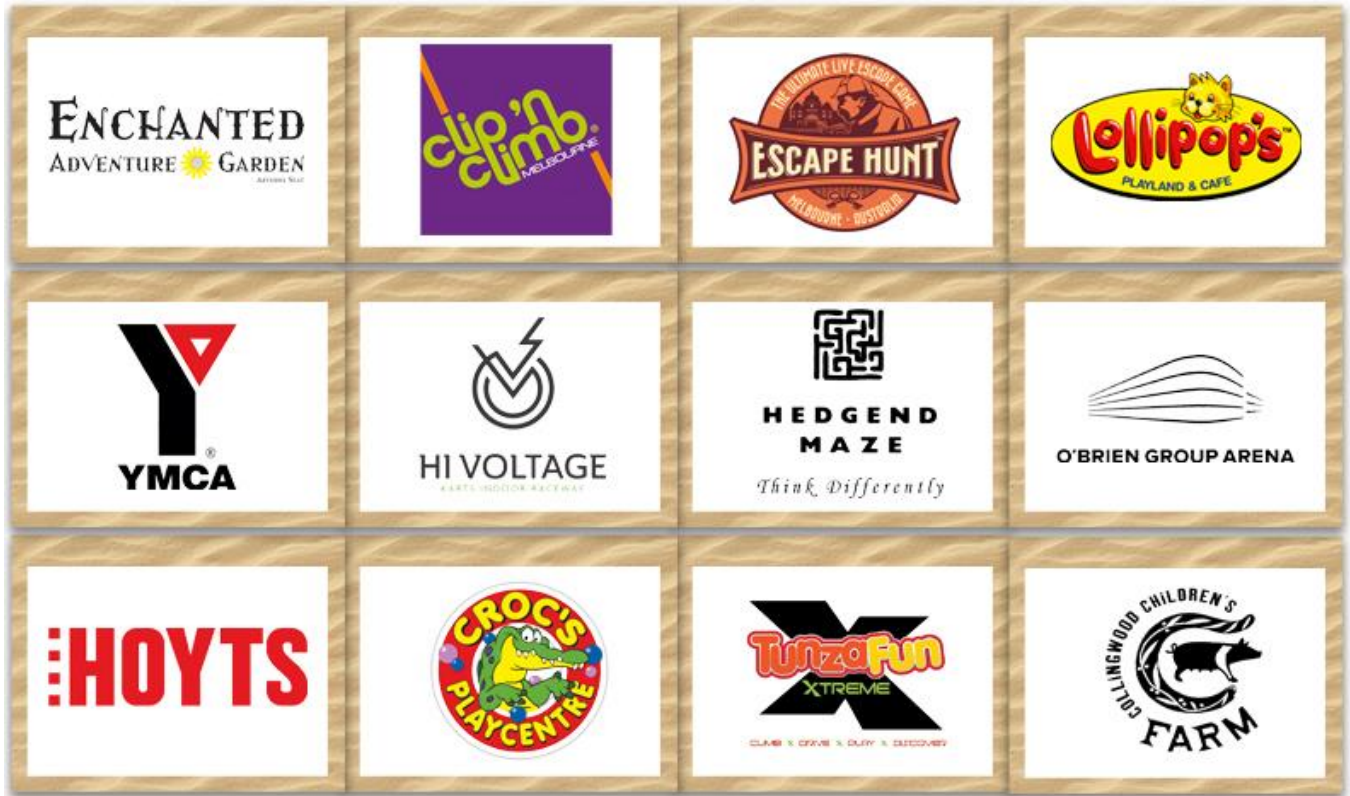 ENCHANTED
ADVENTURE GARDEN
clip 'n
climb®
MELBOURNE
THE ULTIMATE LIVE ESCAPE GAME
ESCAPE HUNT
MELBOURNE - AUSTRALIA
Lollipop's™
PLAYLAND & CAFE
®
YMCA
HI VOLTAGE
KARTS INDOOR RACEWAY
HEDGEND
MAZE
Think Differently
O'BRIEN GROUP ARENA
HOYTS
CROC'S
PLAYCENTRE
TunzaFun
XTREME
CLIMB X DRIVE X PLAY X DISCOVER
COLLINGWOOD CHiLDREN'S
FARM